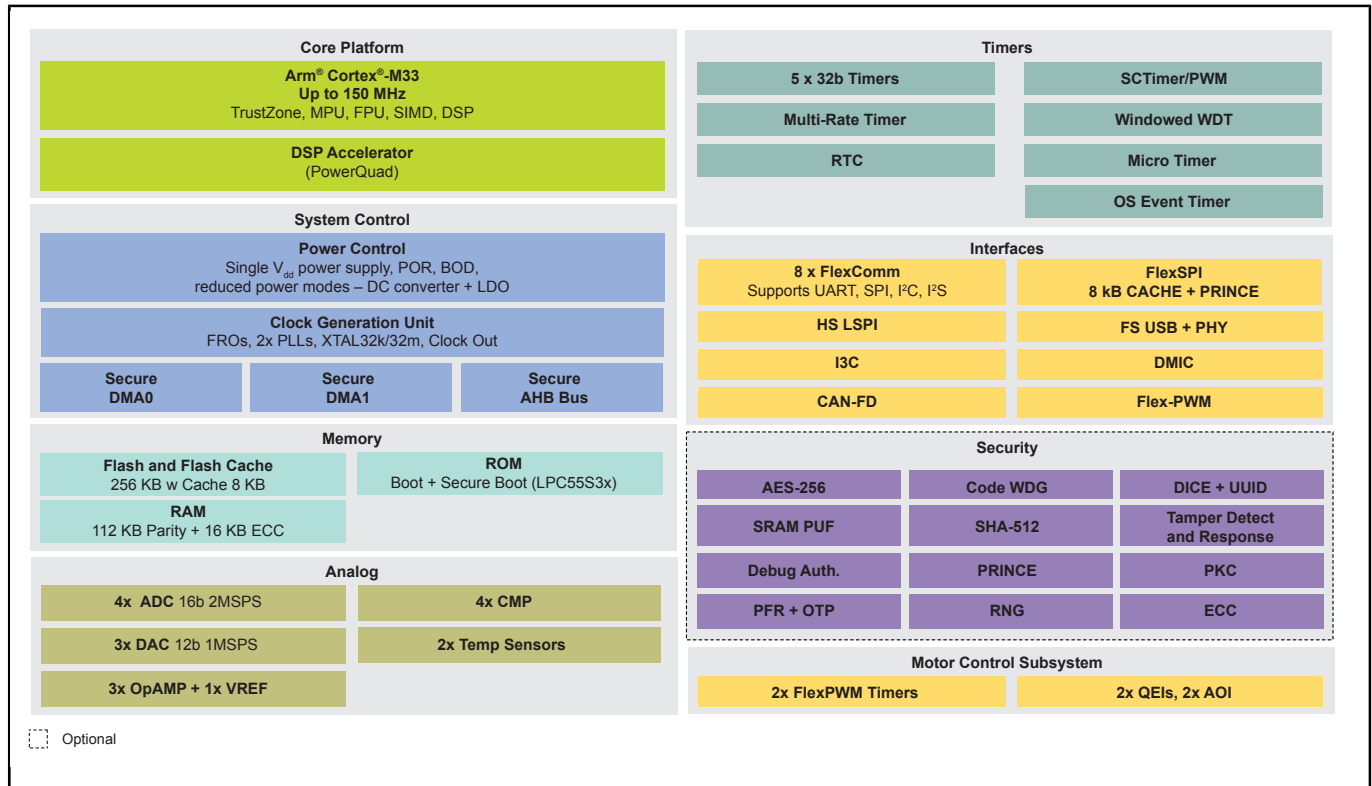 Core Platform
Arm® Cortex®-M33
Up to 150 MHz
TrustZone, MPU, FPU, SIMD, DSP
DSP Accelerator
(PowerQuad)
System Control
Power Control
Single Vdd power supply, POR, BOD,
reduced power modes – DC converter + LDO
Clock Generation Unit
FROs, 2x PLLs, XTAL32k/32m, Clock Out
Secure
DMA0
Secure
DMA1
Secure
AHB Bus
Memory
Flash and Flash Cache
256 KB w Cache 8 KB
ROM
Boot + Secure Boot (LPC55S3x)
RAM
112 KB Parity + 16 KB ECC
Analog
4x ADC 16b 2MSPS
4x CMP
3x DAC 12b 1MSPS
2x Temp Sensors
3x OpAMP + 1x VREF
Optional
Timers
5 x 32b Timers
SCTimer/PWM
Multi-Rate Timer
Windowed WDT
RTC
Micro Timer
OS Event Timer
Interfaces
8 x FlexComm
Supports UART, SPI, I²C, I²S
FlexSPI
8 kB CACHE + PRINCE
HS LSPI
FS USB + PHY
I3C
DMIC
CAN-FD
Flex-PWM
Security
AES-256
Code WDG
DICE + UUID
SRAM PUF
SHA-512
Tamper Detect
and Response
Debug Auth.
PRINCE
PKC
PFR + OTP
RNG
ECC
Motor Control Subsystem
2x FlexPWM Timers
2x QEIs, 2x AOI